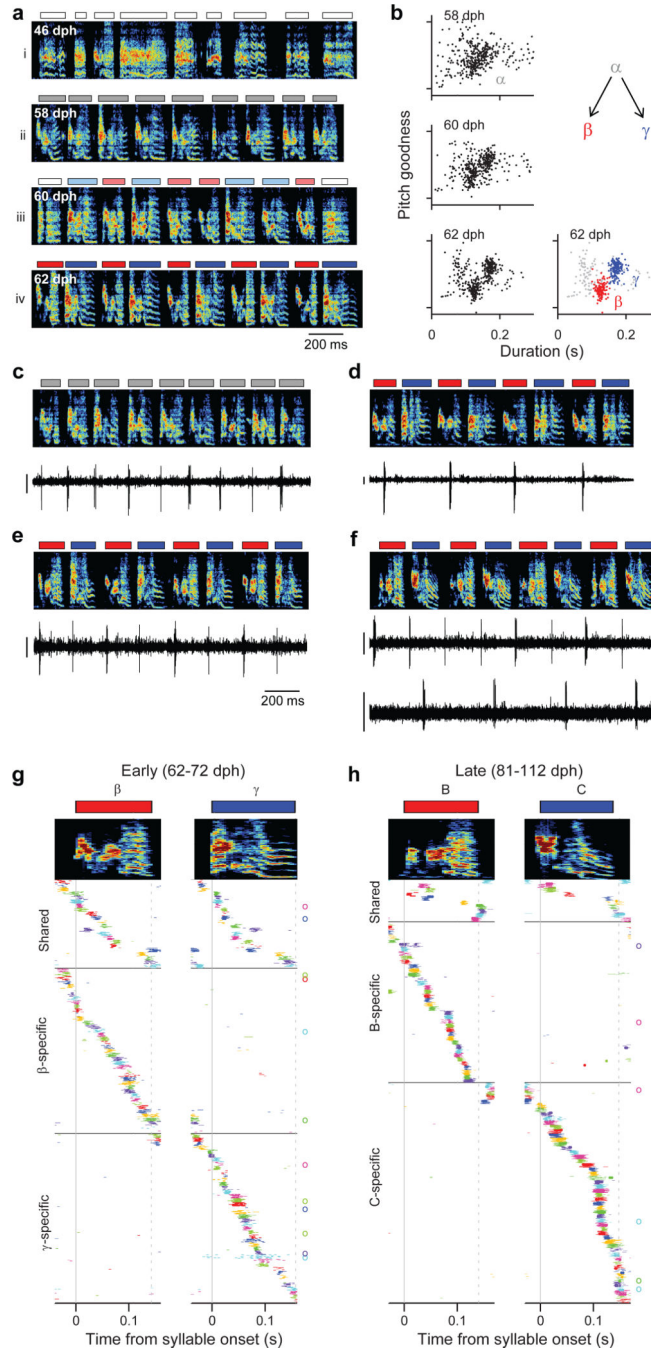 a
46 dph
i
58 dph
ii
60 dph
iii
62 dph
iv
200 ms
b
58 dph
α
60 dph
Pitch goodness
62 dph
0
0.2
Duration (s)
α
β
γ
62 dph
γ
β
0
0.2
c
d
e
200 ms
f
g
Early (62-72 dph)
β
γ
Shared
β-specific
γ-specific
0
0.1
0
0.1
Time from syllable onset (s)
h
Late (81-112 dph)
B
C
Shared
B-specific
C-specific
0
0.1
0
0.1
Time from syllable onset (s)